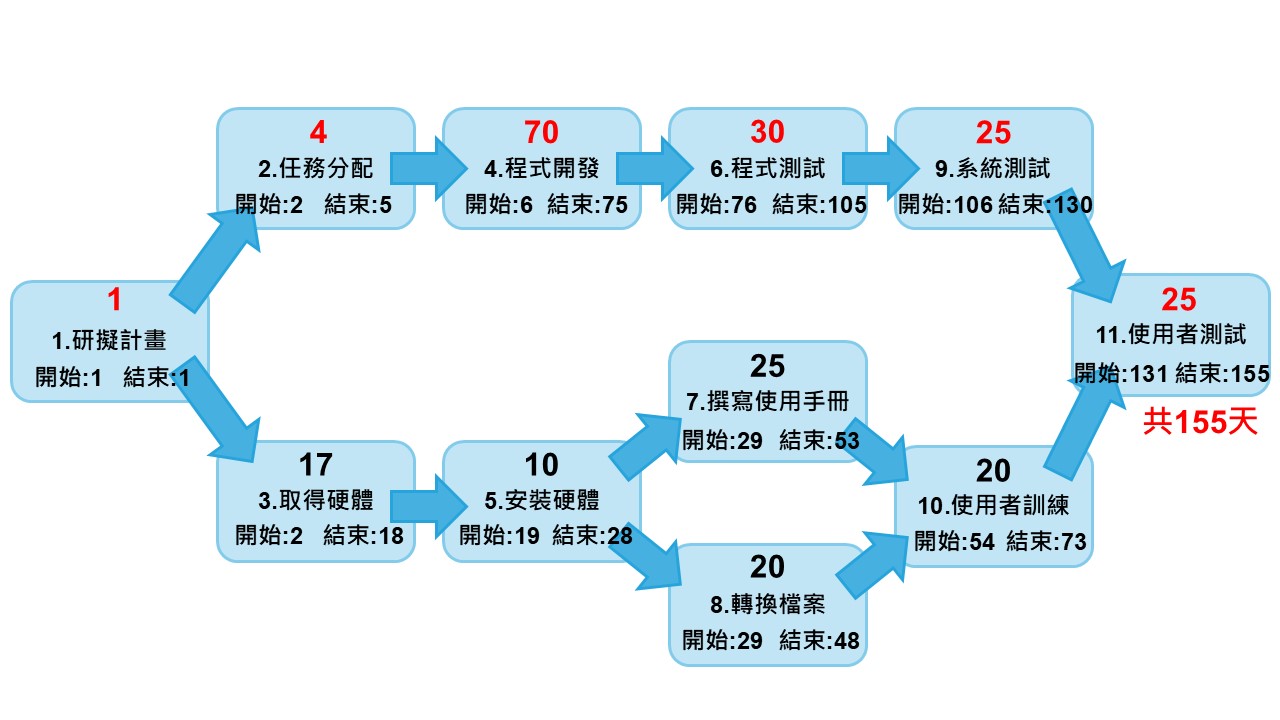 4
2.任務分配
開始:2 結束:5
70
4.程式開發
開始:6 結束:75
30
6.程式測試
開始:76 結束:105
25
9.系統測試
開始:106 結束:130
1
1.研擬計畫
開始:1 結束:1
25
11.使用者測試
開始:131 結束:155
共155天
17
3.取得硬體
開始:2 結束:18
10
5.安裝硬體
開始:19 結束:28
25
7.撰寫使用手冊
開始:29 結束:53
20
8.轉換檔案
開始:29 結束:48
20
10.使用者訓練
開始:54 結束:73